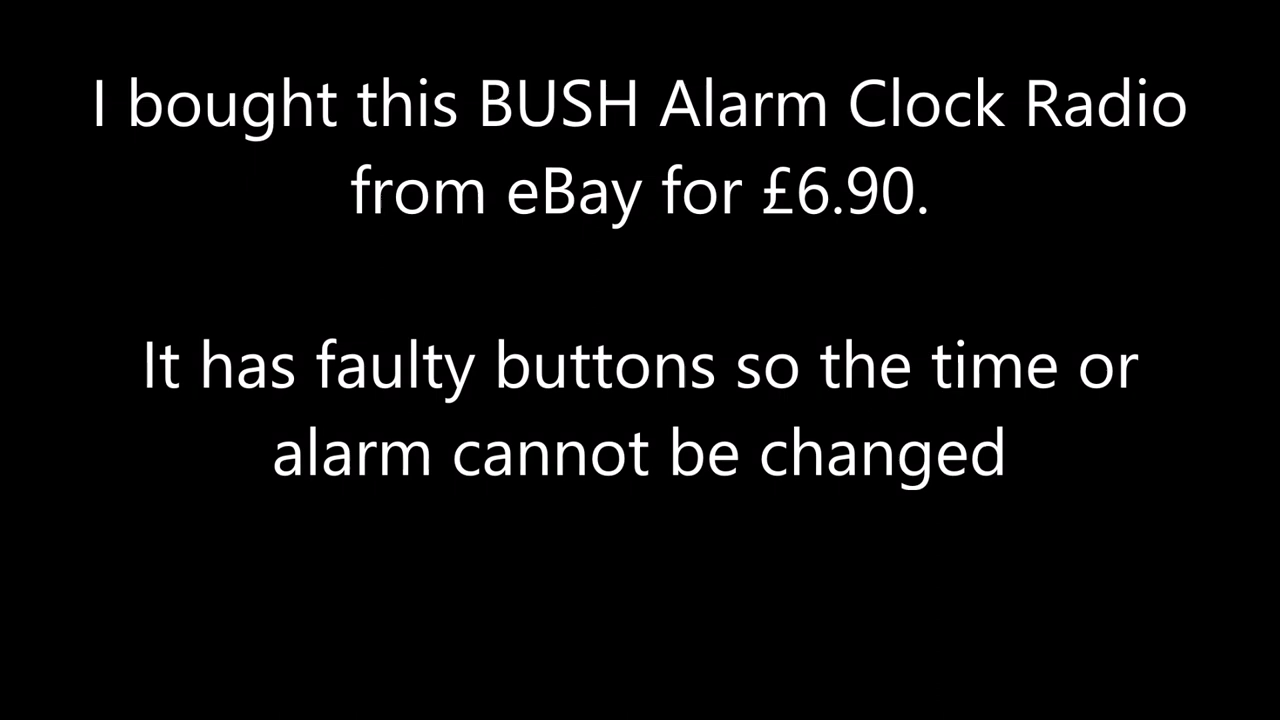 I bought this BUSH Alarm Clock Radio
from eBay for £6.90.
It has faulty buttons so the time or
alarm cannot be changed